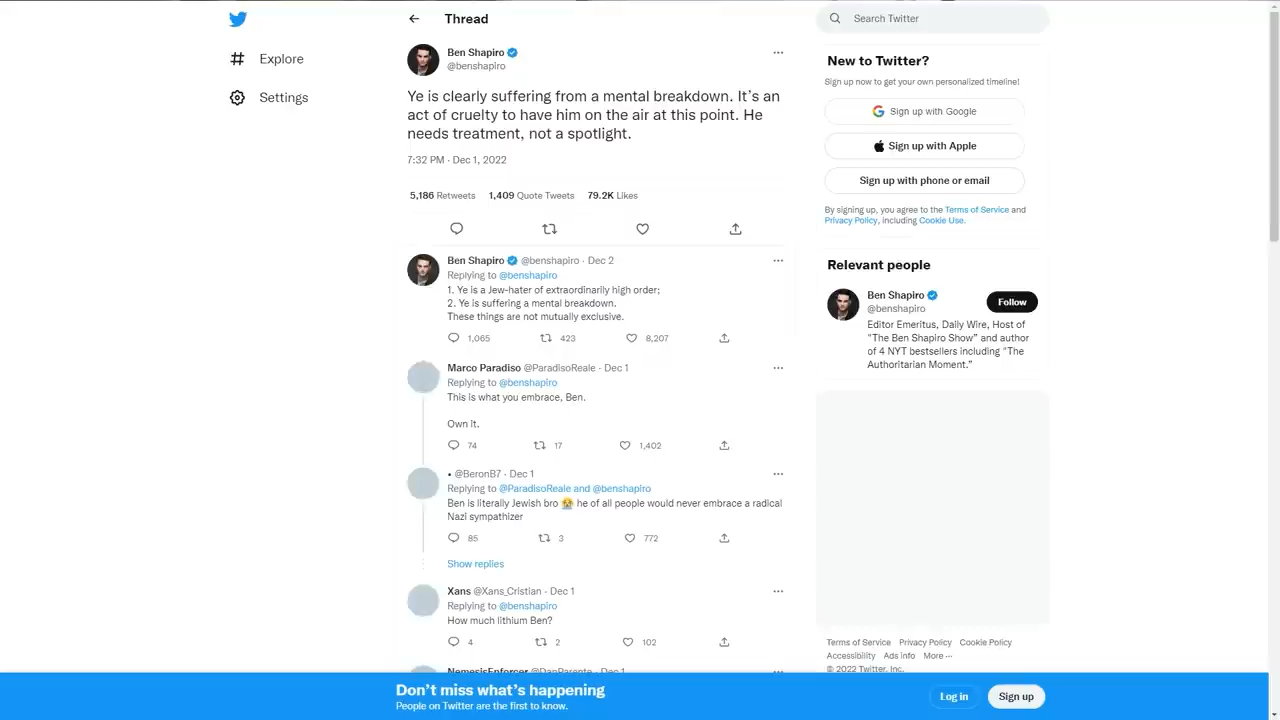 Thread
Search Twitter
Explore
Settings
Ben Shapiro
@benshapiro
Ye is clearly suffering from a mental breakdown. It's an
act of cruelty to have him on the air at this point. He
needs treatment, not a spotlight.
7:32 PM · Dec 1, 2022
5,186 Retweets 1,409 Quote Tweets 79.2K Likes
Ben Shapiro @benshapiro · Dec 2
Replying to @benshapiro
1. Ye is a Jew-hater of extraordinarily high order;
2. Ye is suffering a mental breakdown.
These things are not mutually exclusive.
1,065 423 8,207
Marco Paradiso @ParadisoReale · Dec 1
Replying to @benshapiro
This is what you embrace, Ben.
Own it.
74 17 1,402
• @BeronB7 · Dec 1
Replying to @ParadisoReale and @benshapiro
Ben is literally Jewish bro 😭 he of all people would never embrace a radical
Nazi sympathizer
85 3 772
Show replies
Xans @Xans_Cristian · Dec 1
Replying to @benshapiro
How much lithium Ben?
4 2 102
NemesisEnforcer @DanParente · Dec 1
New to Twitter?
Sign up now to get your own personalized timeline!
Sign up with Google
Sign up with Apple
Sign up with phone or email
By signing up, you agree to the Terms of Service and
Privacy Policy, including Cookie Use.
Relevant people
Ben Shapiro
@benshapiro
Follow
Editor Emeritus, Daily Wire, Host of
"The Ben Shapiro Show" and author
of 4 NYT bestsellers including "The
Authoritarian Moment."
Terms of Service Privacy Policy Cookie Policy
Accessibility Ads info More ···
© 2022 Twitter, Inc.
Don't miss what's happening
People on Twitter are the first to know.
Log in
Sign up